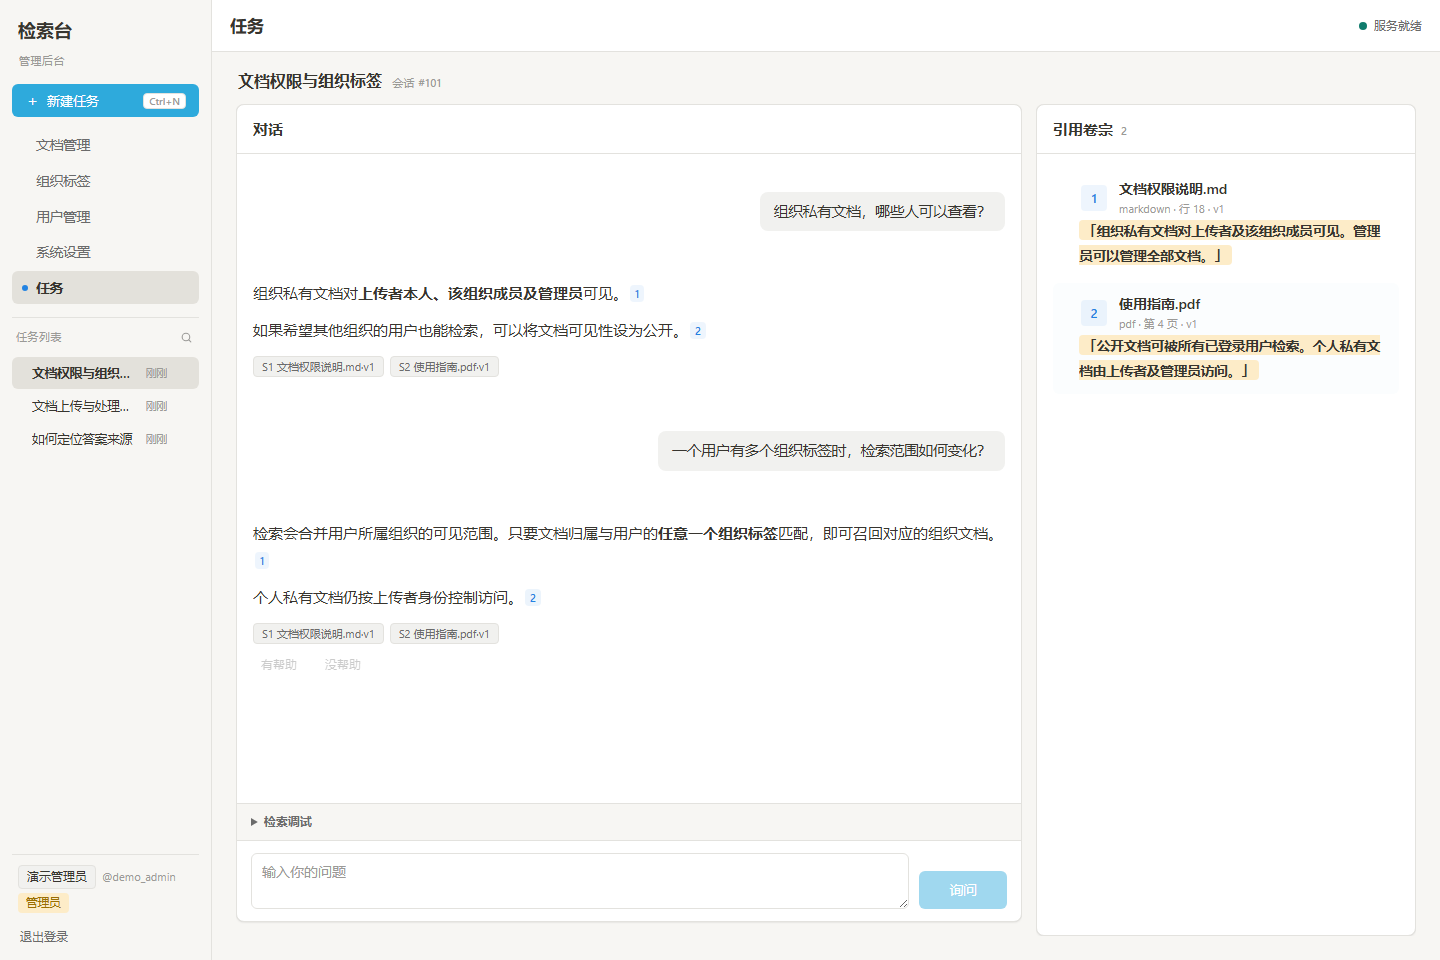 检索台
管理后台
+ 新建任务 Ctrl+N
文档管理
组织标签
用户管理
系统设置
任务
任务列表
文档权限与组织... 刚刚
文档上传与处理... 刚刚
如何定位答案来源 刚刚
演示管理员 @demo_admin
管理员
退出登录
任务
服务就绪
文档权限与组织标签 会话 #101
对话
组织私有文档，哪些人可以查看？
组织私有文档对上传者本人、该组织成员及管理员可见。 1
如果希望其他组织的用户也能检索，可以将文档可见性设为公开。 2
S1 文档权限说明.md·v1 S2 使用指南.pdf·v1
一个用户有多个组织标签时，检索范围如何变化？
检索会合并用户所属组织的可见范围。只要文档归属与用户的任意一个组织标签匹配，即可召回对应的组织文档。
1
个人私有文档仍按上传者身份控制访问。 2
S1 文档权限说明.md·v1 S2 使用指南.pdf·v1
有帮助 没帮助
检索调试
输入你的问题
询问
引用卷宗 2
1 文档权限说明.md
markdown · 行 18 · v1
「组织私有文档对上传者及该组织成员可见。管理
员可以管理全部文档。」
2 使用指南.pdf
pdf · 第 4 页 · v1
「公开文档可被所有已登录用户检索。个人私有文
档由上传者及管理员访问。」